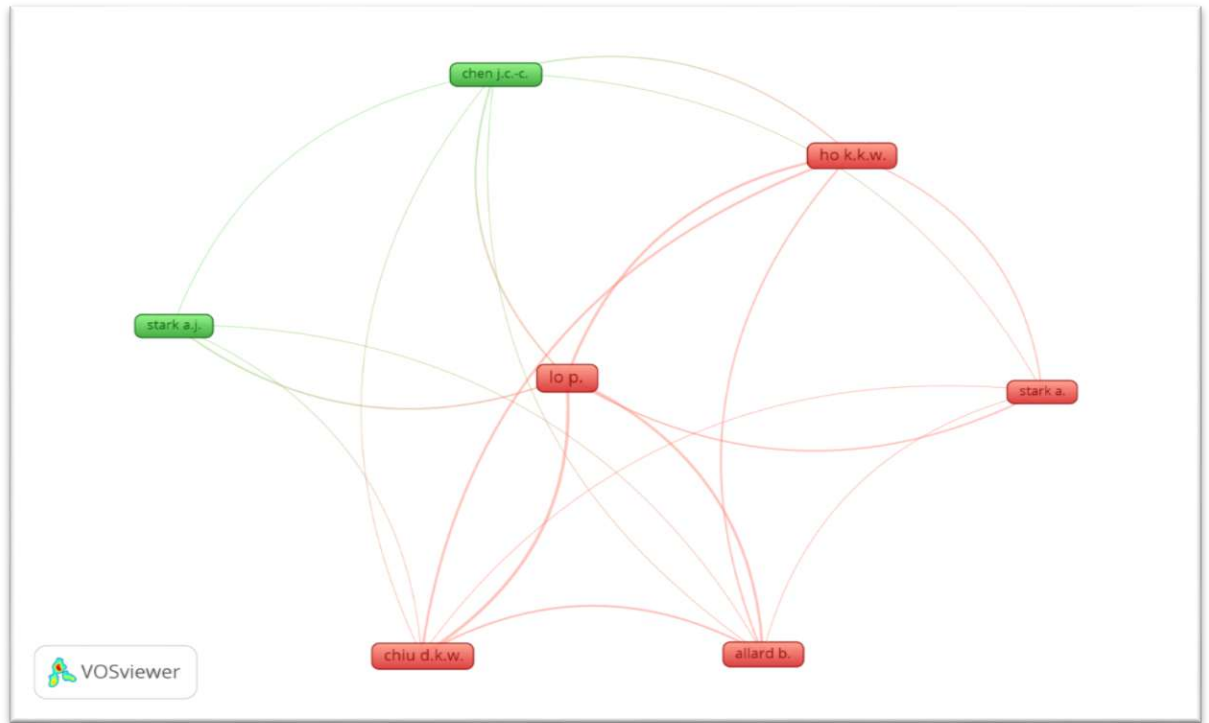 chen j.c.-c.
ho k.k.w.
stark a.j.
lo p.
stark a.
chiu d.k.w.
allard b.
VOSviewer